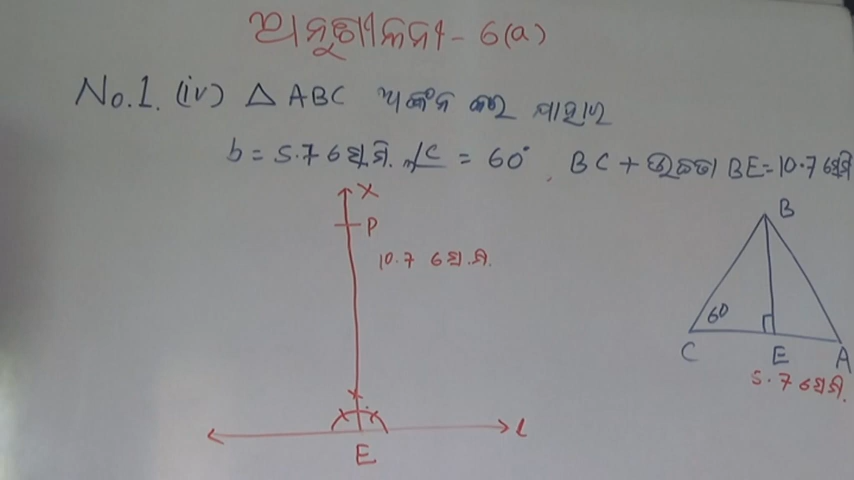 ଅନୁଶୀଳନୀ - 6(a)
No.1. (iv) △ ABC ଅଙ୍କନ କର ଯାହାର
b = 5.7 ସେ.ମି. ∠C = 60° , BC + ଉଚ୍ଚତା BE = 10.7 ସେମି
X
P
10.7 ସେ.ମି.
E
L
B
60
C E A
5.7 ସେମି.